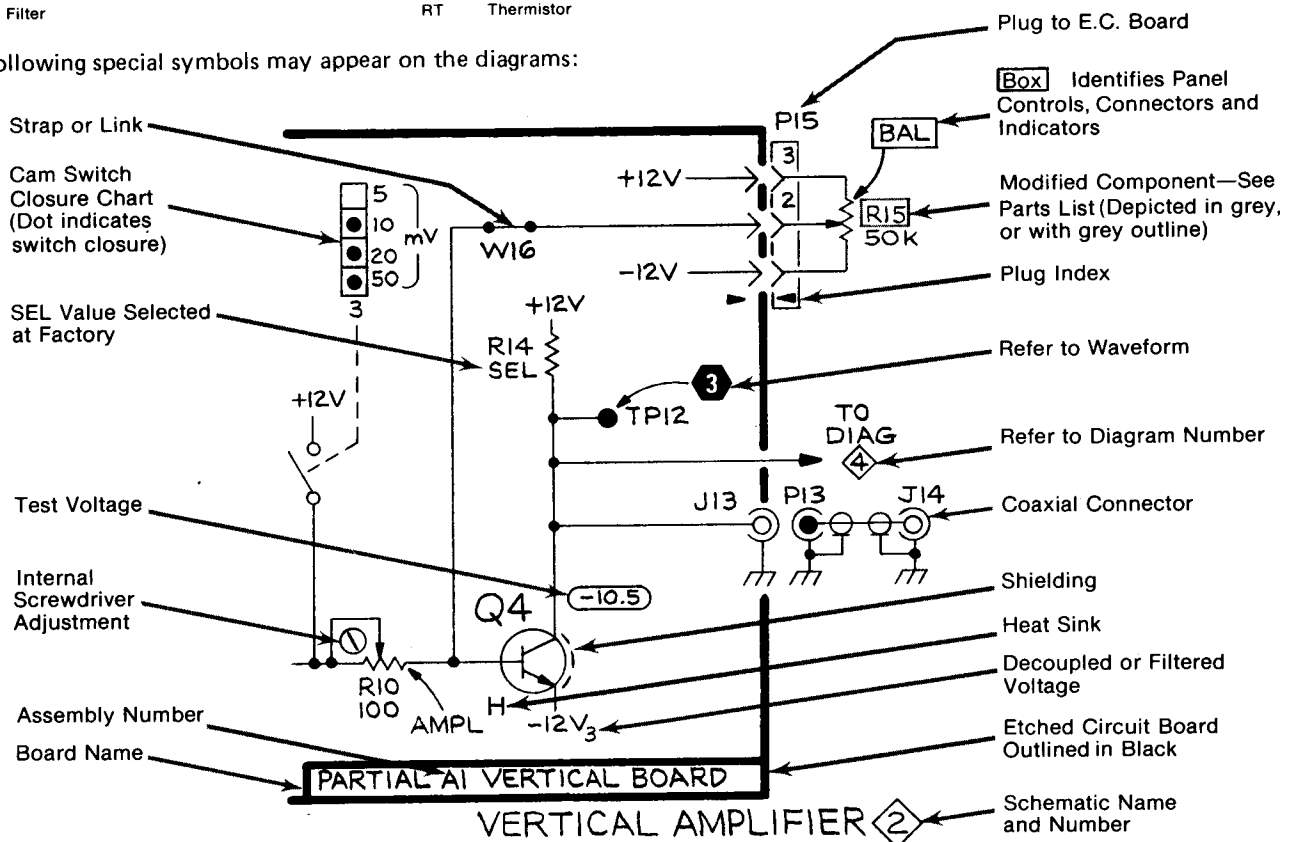 Filter
RT Thermistor
ollowing special symbols may appear on the diagrams:
Plug to E.C. Board
Box Identifies Panel
Controls, Connectors and
Indicators
Strap or Link
Cam Switch
Closure Chart
(Dot indicates
switch closure)
5
10
20
50
mV
3
W16
P15
3
2
+12V
-12V
BAL
R15
50K
Modified Component—See
Parts List (Depicted in grey,
or with grey outline)
Plug Index
SEL Value Selected
at Factory
+12V
R14
SEL
3
TP12
Refer to Waveform
+12V
TO
DIAG
4
Refer to Diagram Number
Test Voltage
J13
P13
J14
Coaxial Connector
Internal
Screwdriver
Adjustment
-10.5
Q4
Shielding
Heat Sink
R10
100
AMPL
H
-12V3
Decoupled or Filtered
Voltage
Assembly Number
Board Name
Etched Circuit Board
Outlined in Black
PARTIAL A1 VERTICAL BOARD
VERTICAL AMPLIFIER 2
Schematic Name
and Number